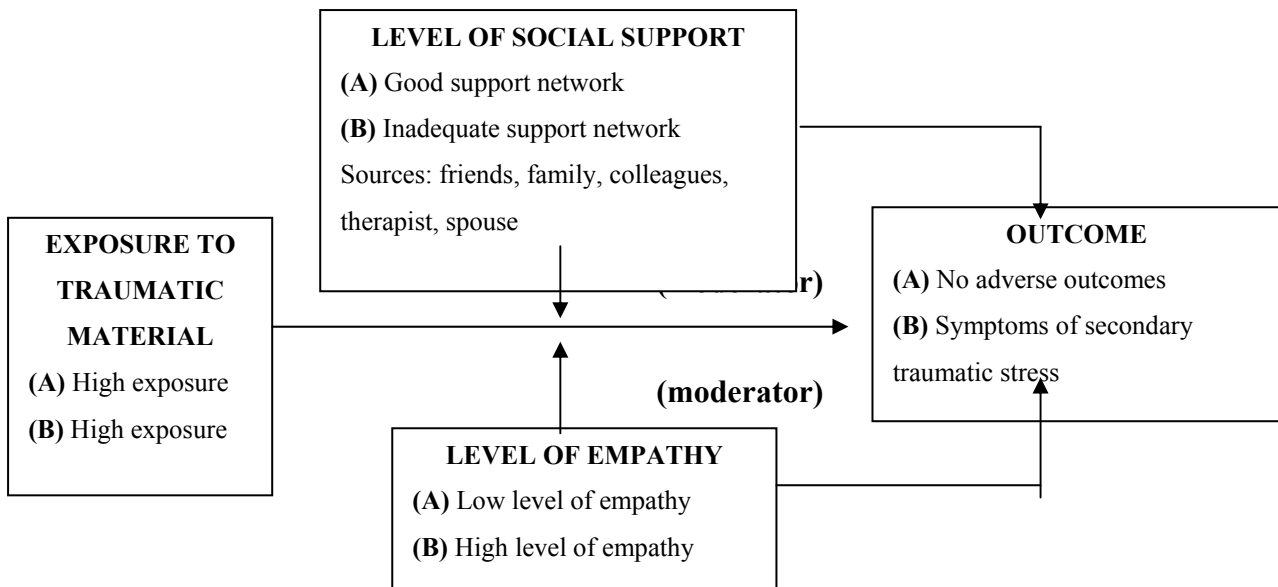 LEVEL OF SOCIAL SUPPORT
(A) Good support network
(B) Inadequate support network
Sources: friends, family, colleagues,
therapist, spouse
EXPOSURE TO
TRAUMATIC
MATERIAL
(A) High exposure
(B) High exposure
OUTCOME
(A) No adverse outcomes
(B) Symptoms of secondary
traumatic stress
(moderator)
LEVEL OF EMPATHY
(A) Low level of empathy
(B) High level of empathy